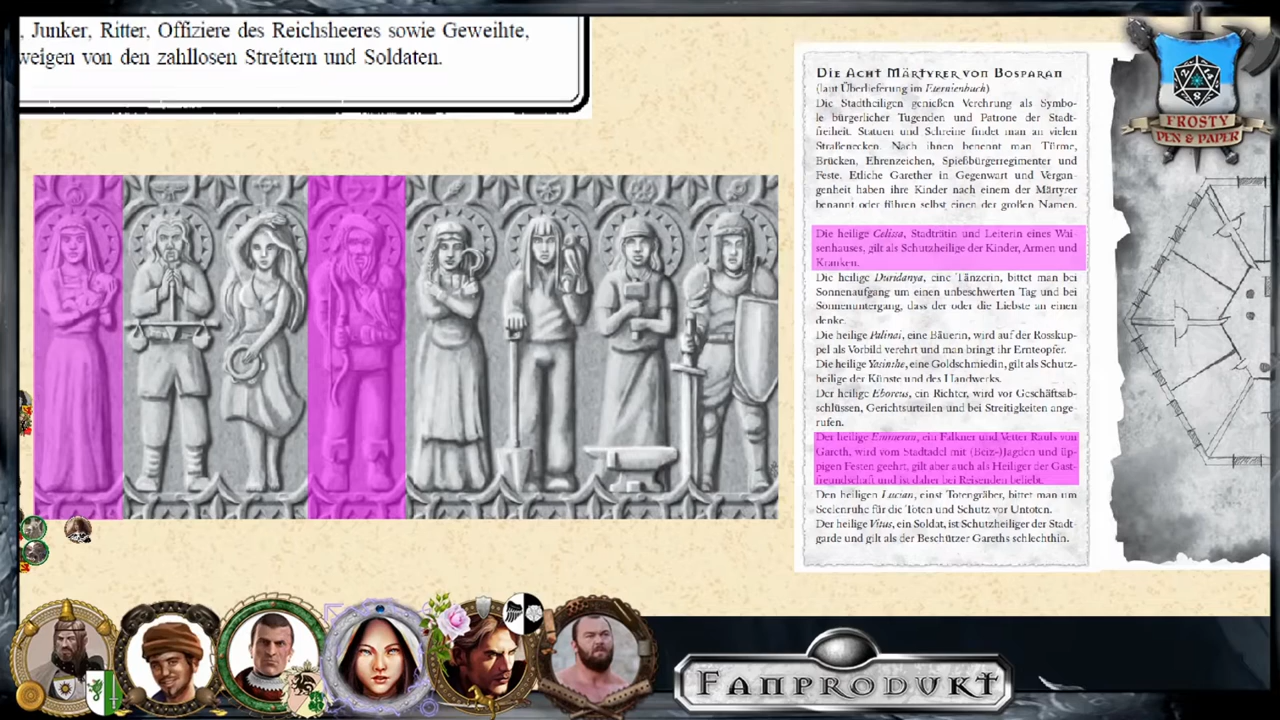 , Junker, Ritter, Offiziere des Reichsheeres sowie Geweihte,
weigen von den zahllosen Streitern und Soldaten.
Die Acht Märtyrer von Bosparan
(laut Überlieferung im Eternienbuch)
Die Stadtheiligen genießen Verehrung als Symbo-
le bürgerlicher Tugenden und Patrone der Stadt-
freiheit. Statuen und Schreine findet man an vielen
Straßenecken. Nach ihnen benennt man Türme,
Brücken, Ehrenzeichen, Spießbürgerregimenter und
Feste. Etliche Garether in Gegenwart und Vergan-
genheit haben ihre Kinder nach einem der Märtyrer
benannt oder führen selbst einen der großen Namen.
Die heilige Celissa, Stadträtin und Leiterin eines Wai-
senhauses, gilt als Schutzheilige der Kinder, Armen und
Kranken.
Die heilige Duridanya, eine Tänzerin, bittet man bei
Sonnenaufgang um einen unbeschwerten Tag und bei
Sonnenuntergang, dass der oder die Liebste an einen
denke.
Die heilige Palinai, eine Bäuerin, wird auf der Rosskup-
pel als Vorbild verehrt und man bringt ihr Ernteopfer.
Die heilige Yasinthe, eine Goldschmiedin, gilt als Schutz-
heilige der Künste und des Handwerks.
Der heilige Eboreus, ein Richter, wird vor Geschäftsab-
schlüssen, Gerichtsurteilen und bei Streitigkeiten ange-
rufen.
Der heilige Emmeran, ein Falkner und Vetter Rauls von
Gareth, wird vom Stadtadel mit (Beiz-)Jagden und üp-
pigen Festen geehrt, gilt aber auch als Heiliger der Gast-
freundschaft und ist daher bei Reisenden beliebt.
Den heiligen Lucian, einst Totengräber, bittet man um
Seelenruhe für die Toten und Schutz vor Untoten.
Der heilige Vitus, ein Soldat, ist Schutzheiliger der Stadt-
garde und gilt als der Beschützer Gareths schlechthin.
FROSTY
PEN & PAPER
FANPRODUKT